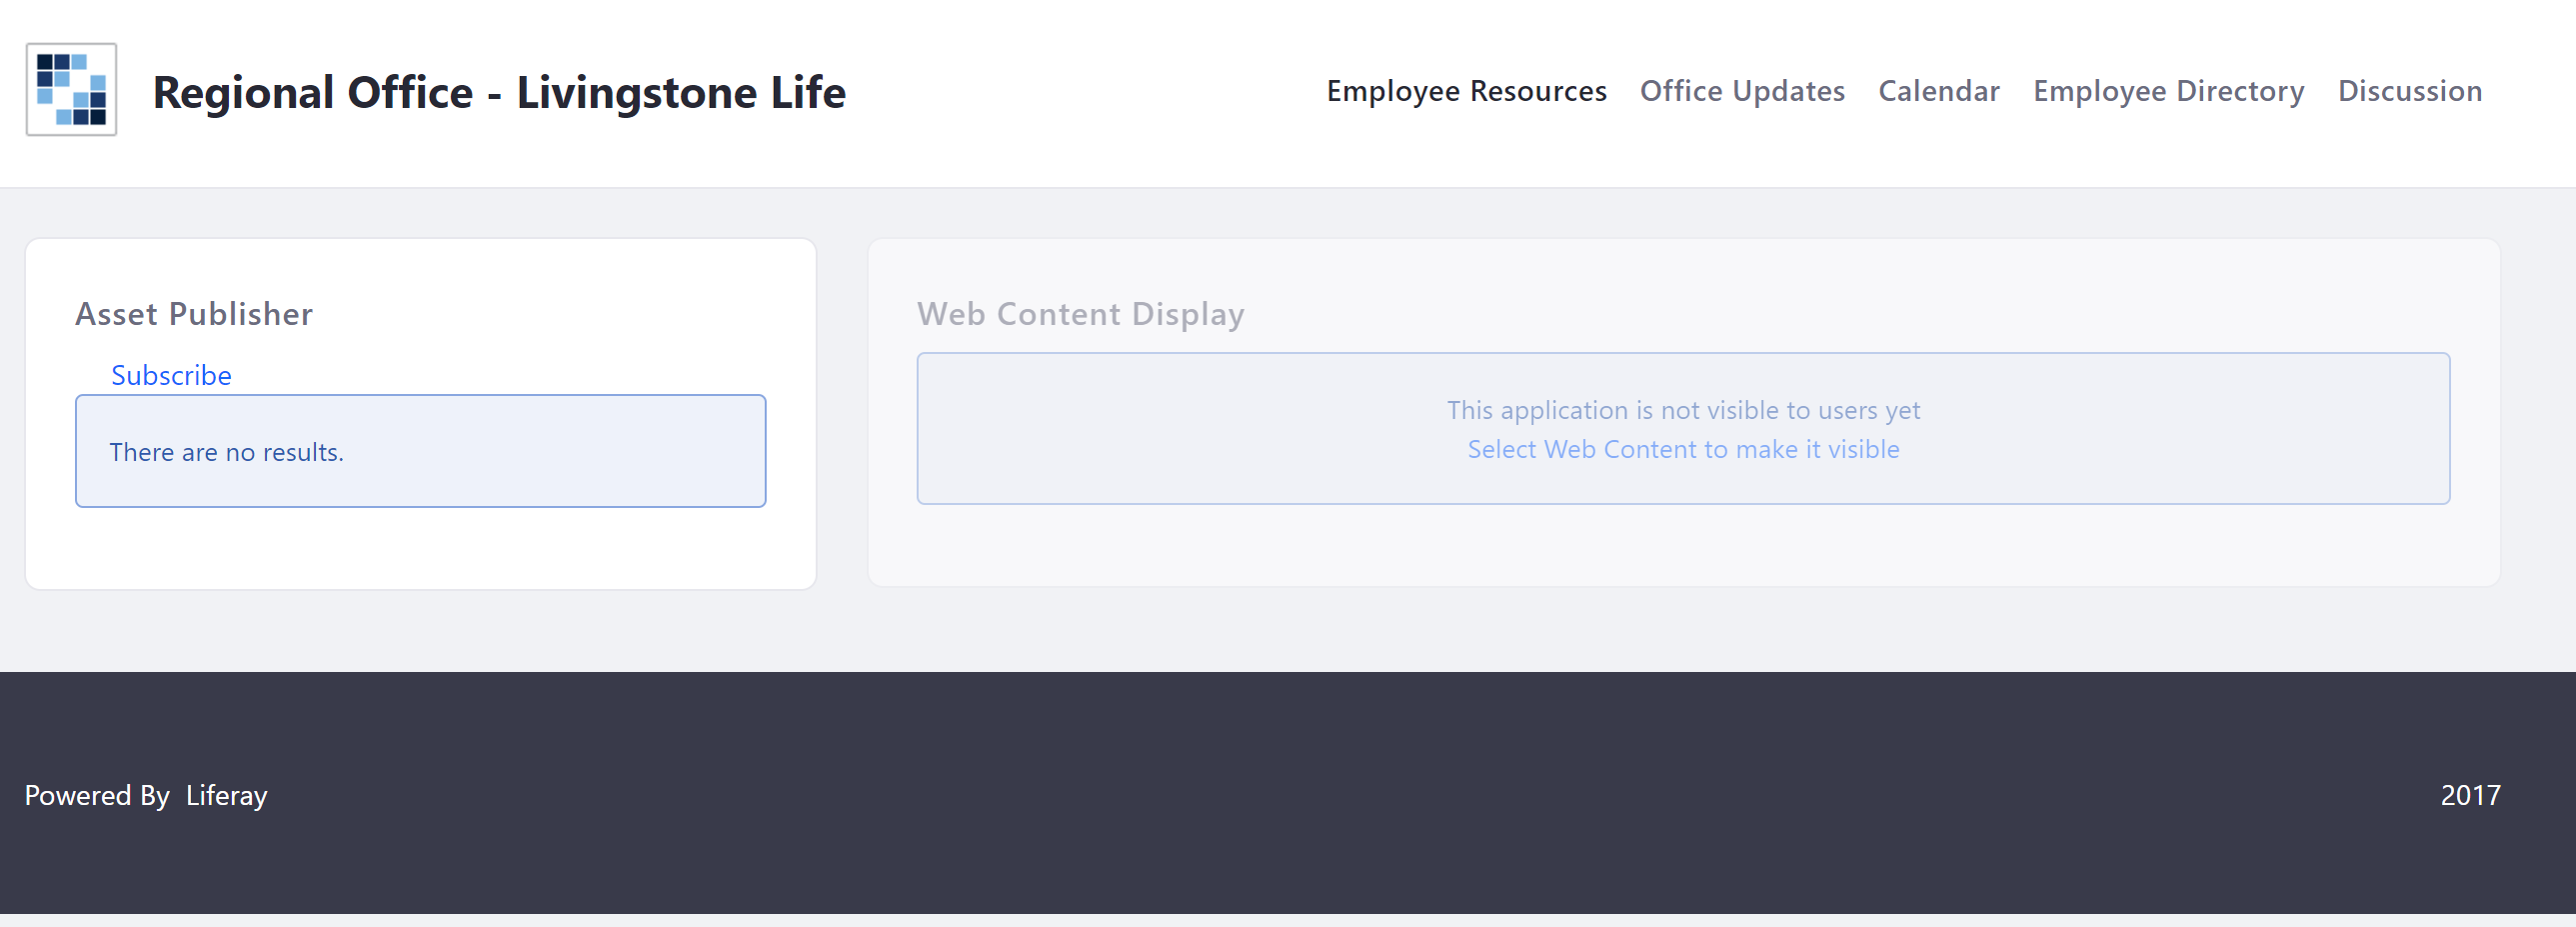 Regional Office - Livingstone Life
Employee Resources Office Updates Calendar Employee Directory Discussion
Asset Publisher
Subscribe
There are no results.
Web Content Display
This application is not visible to users yet
Select Web Content to make it visible
Powered By Liferay
2017